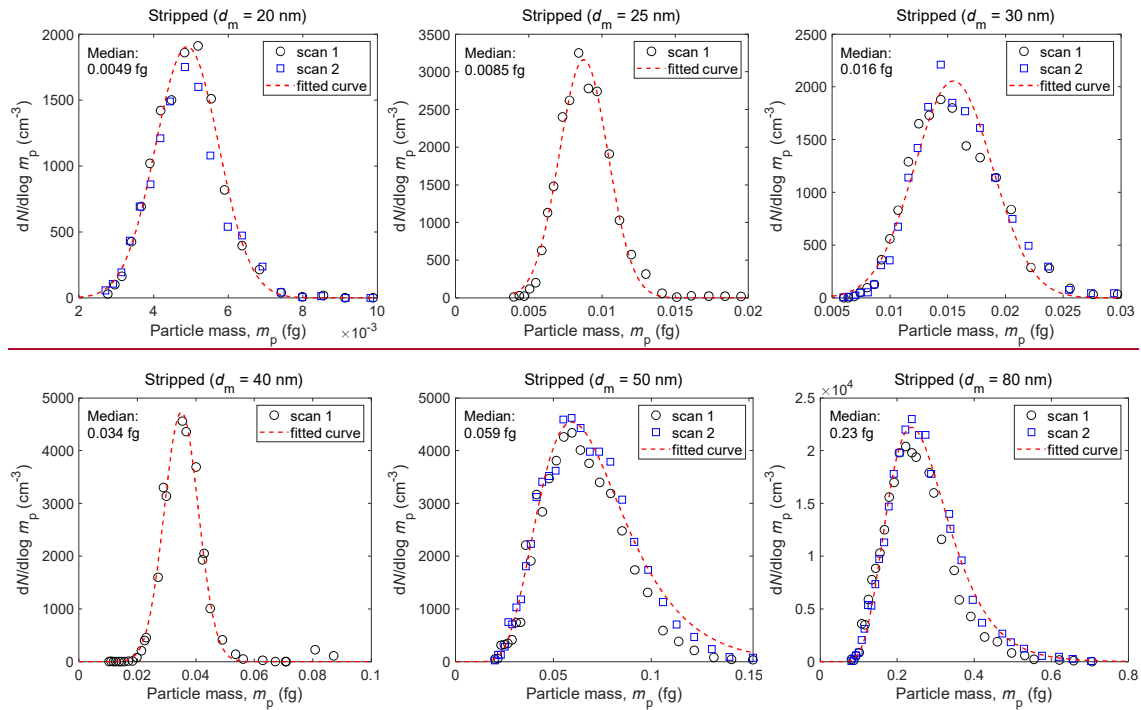 Stripped (dm = 20 nm)
Median:
0.0049 fg
scan 1
scan 2
fitted curve
dN/dlog mp (cm-3)
2000
1500
1000
500
0
2
4
6
8
10
×10-3
Particle mass, mp (fg)
Stripped (dm = 25 nm)
Median:
0.0085 fg
scan 1
fitted curve
dN/dlog mp (cm-3)
3500
3000
2500
2000
1500
1000
500
0
0
0.005
0.01
0.015
0.02
Particle mass, mp (fg)
Stripped (dm = 30 nm)
Median:
0.016 fg
scan 1
scan 2
fitted curve
dN/dlog mp (cm-3)
2500
2000
1500
1000
500
0
0.005
0.01
0.015
0.02
0.025
0.03
Particle mass, mp (fg)
Stripped (dm = 40 nm)
Median:
0.034 fg
scan 1
fitted curve
dN/dlog mp (cm-3)
5000
4000
3000
2000
1000
0
0
0.02
0.04
0.06
0.08
0.1
Particle mass, mp (fg)
Stripped (dm = 50 nm)
Median:
0.059 fg
scan 1
scan 2
fitted curve
dN/dlog mp (cm-3)
5000
4000
3000
2000
1000
0
0
0.05
0.1
0.15
Particle mass, mp (fg)
Stripped (dm = 80 nm)
×104
Median:
0.23 fg
scan 1
scan 2
fitted curve
dN/dlog mp (cm-3)
2.5
2
1.5
1
0.5
0
0
0.2
0.4
0.6
0.8
Particle mass, mp (fg)